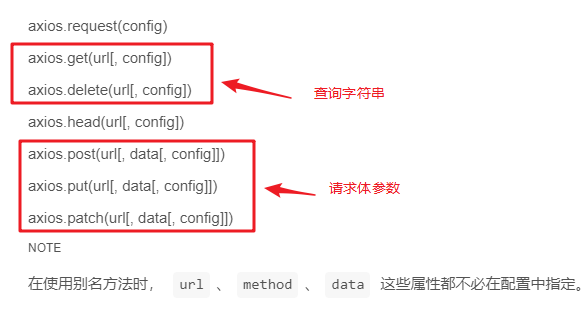 axios.request(config)
axios.get(url[, config])
axios.delete(url[, config])
查询字符串
axios.head(url[, config])
axios.post(url[, data[, config]])
axios.put(url[, data[, config]])
请求体参数
axios.patch(url[, data[, config]])
NOTE
在使用别名方法时， url 、 method 、 data 这些属性都不必在配置中指定。